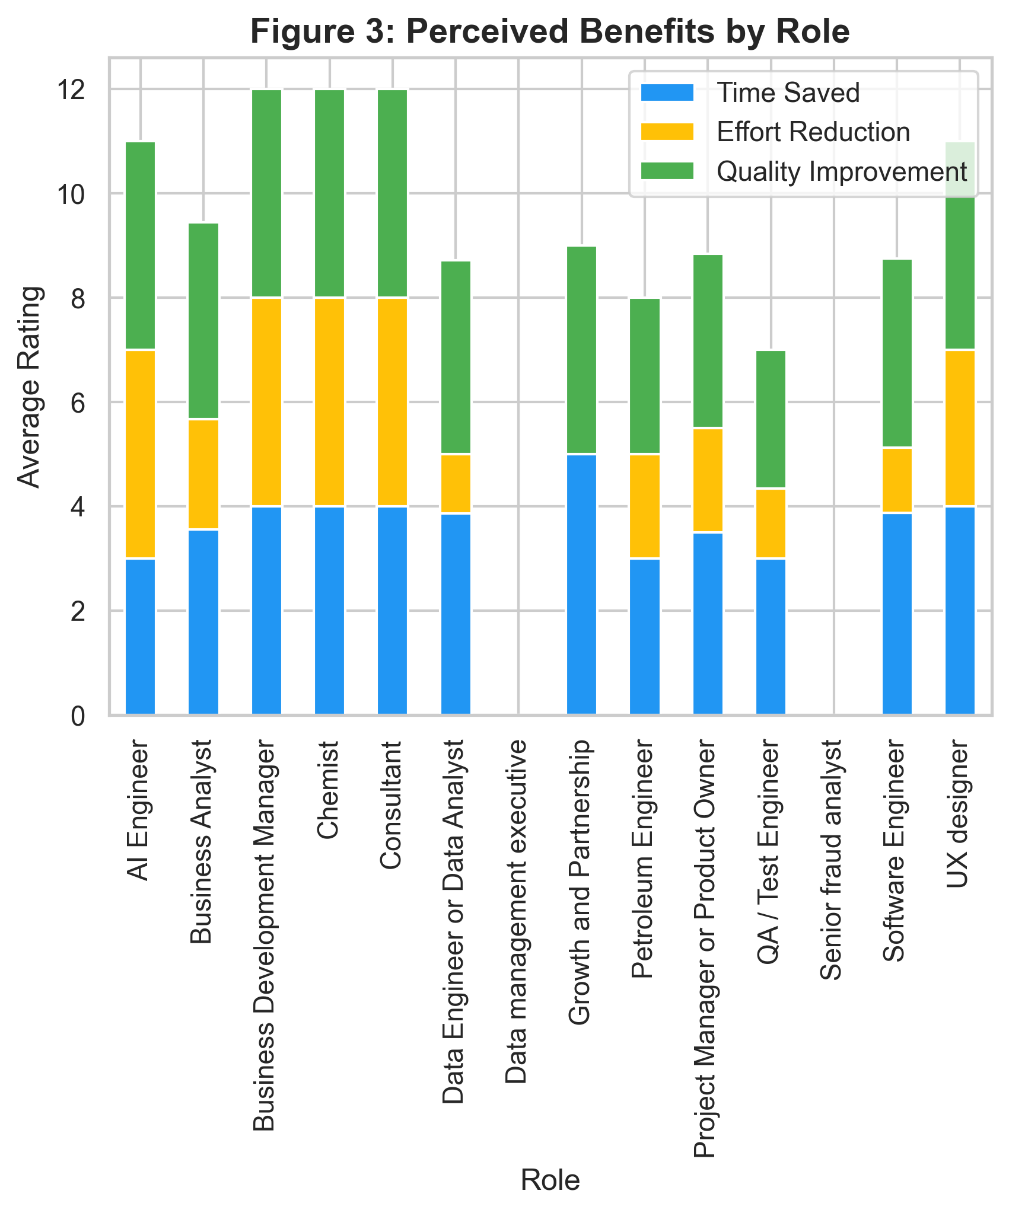 Figure 3: Perceived Benefits by Role
Time Saved
Effort Reduction
Quality Improvement
Average Rating
12
10
8
6
4
2
0
AI Engineer
Business Analyst
Business Development Manager
Chemist
Consultant
Data Engineer or Data Analyst
Data management executive
Growth and Partnership
Petroleum Engineer
Project Manager or Product Owner
QA / Test Engineer
Senior fraud analyst
Software Engineer
UX designer
Role